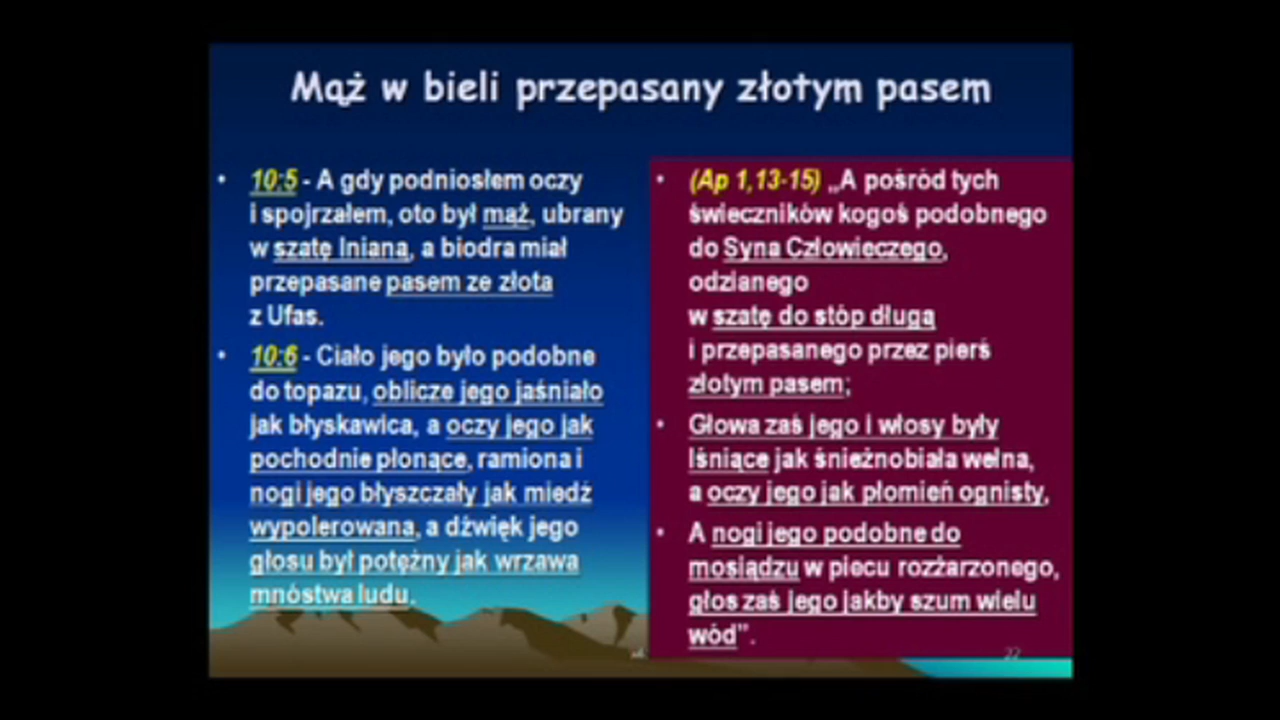 Mąż w bieli przepasany złotym pasem
• 10:5 - A gdy podniosłem oczy
i spojrzałem, oto był mąż, ubrany
w szatę lnianą, a biodra miał
przepasane pasem ze złota
z Ufas.
• 10:6 - Ciało jego było podobne
do topazu, oblicze jego jaśniało
jak błyskawica, a oczy jego jak
pochodnie płonące, ramiona i
nogi jego błyszczały jak miedź
wypolerowana, a dźwięk jego
głosu był potężny jak wrzawa
mnóstwa ludu.
• (Ap 1,13-15) „A pośród tych
świeczników kogoś podobnego
do Syna Człowieczego,
odzianego
w szatę do stóp długą
i przepasanego przez pierś
złotym pasem;
• Głowa zaś jego i włosy były
lśniące jak śnieżnobiała wełna,
a oczy jego jak płomień ognisty,
• A nogi jego podobne do
mosiądzu w piecu rozżarzonego,
głos zaś jego jakby szum wielu
wód”.
22